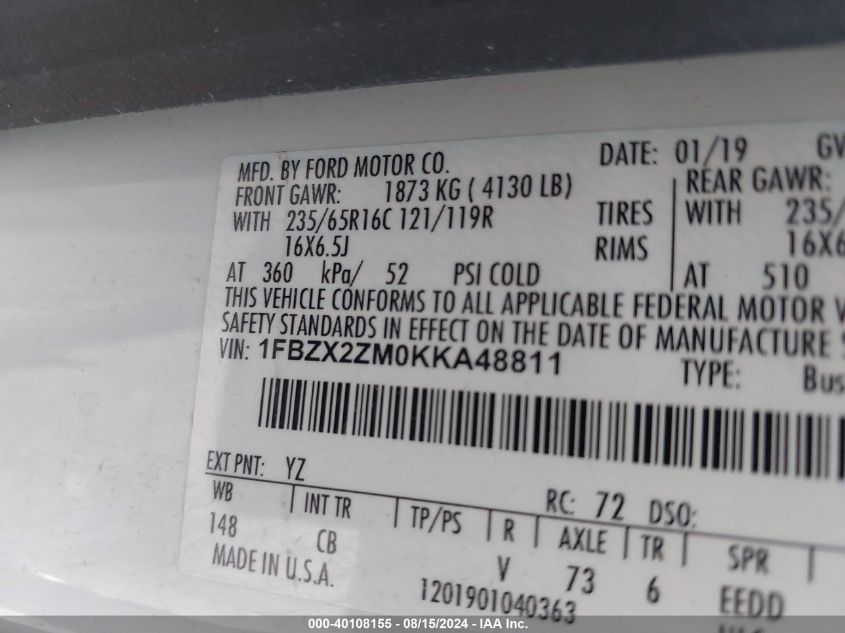 MFD. BY FORD MOTOR CO. DATE: 01/19 GV
FRONT GAWR: 1873 KG ( 4130 LB) REAR GAWR:
WITH 235/65R16C 121/119R TIRES WITH 235/
16X6.5J RIMS 16X6
AT 360 kPa/ 52 PSI COLD AT 510
THIS VEHICLE CONFORMS TO ALL APPLICABLE FEDERAL MOTOR V
SAFETY STANDARDS IN EFFECT ON THE DATE OF MANUFACTURE S
VIN: 1FBZX2ZM0KKA48811
TYPE: Bus
EXT PNT: YZ RC: 72 DSO:
WB INT TR TP/PS R AXLE TR SPR
148 CB V 73 6 EEDD
MADE IN U.S.A. 1201901040363
000-40108155 - 08/15/2024 - IAA Inc.